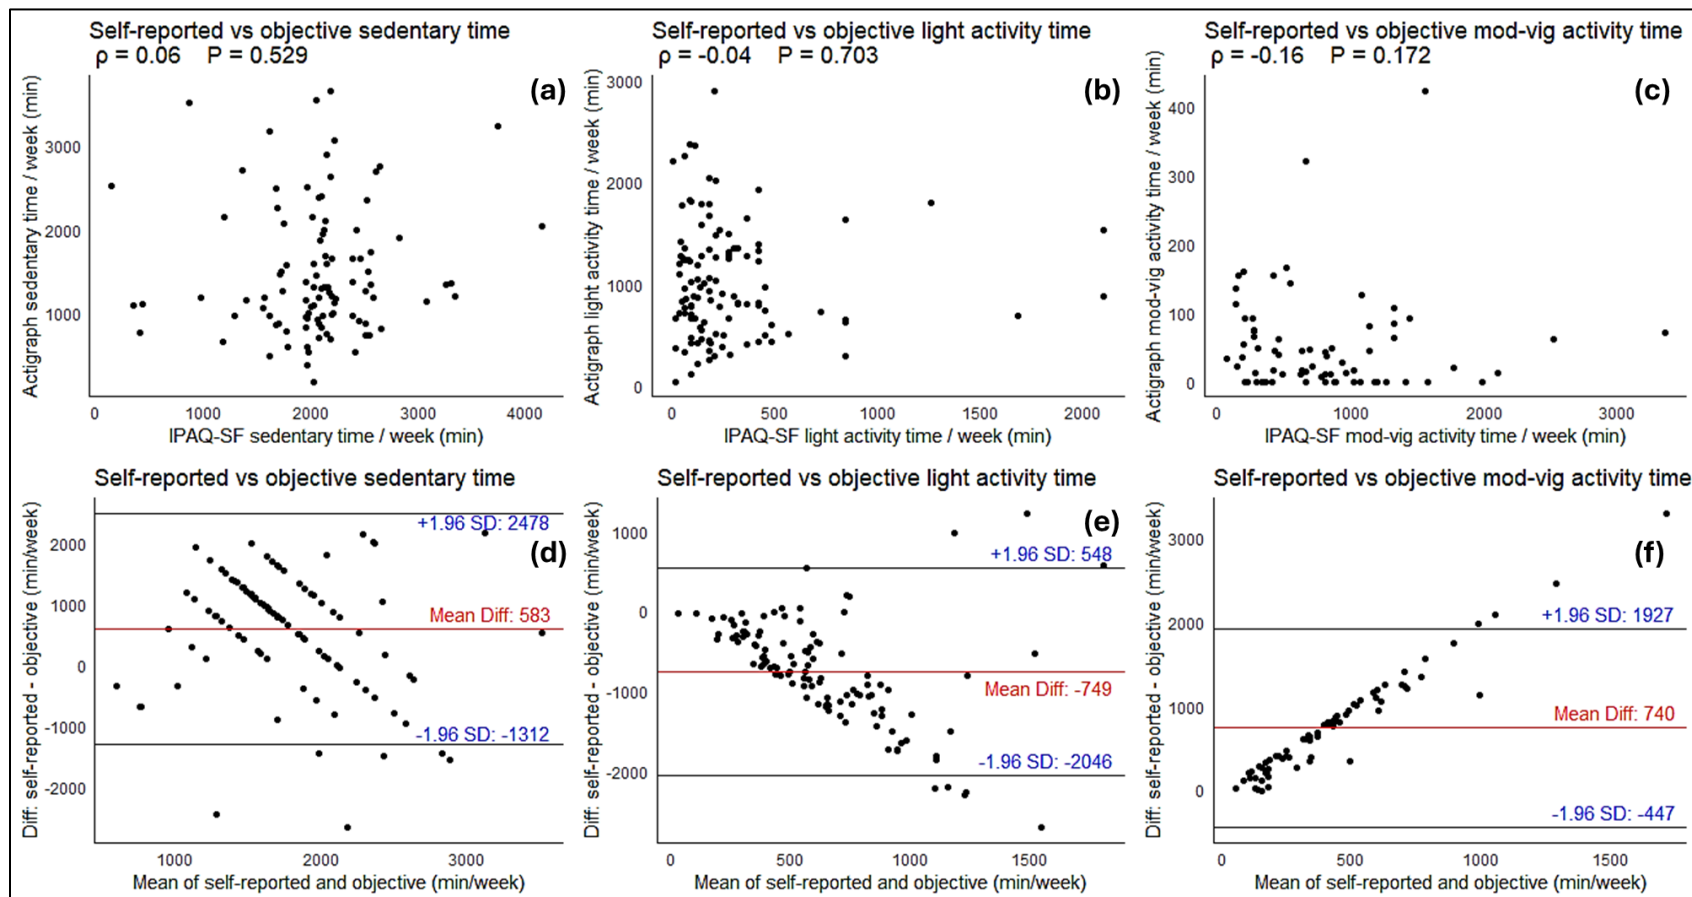 Self-reported vs objective sedentary time
ρ = 0.06 P = 0.529
(a)
Actigraph sedentary time / week (min)
3000
2000
1000
0 1000 2000 3000 4000
IPAQ-SF sedentary time / week (min)
Self-reported vs objective light activity time
ρ = -0.04 P = 0.703
(b)
Actigraph light activity time / week (min)
3000
2000
1000
0
0 500 1000 1500 2000
IPAQ-SF light activity time / week (min)
Self-reported vs objective mod-vig activity time
ρ = -0.16 P = 0.172
(c)
Actigraph mod-vig activity time / week (min)
400
300
200
100
0
0 1000 2000 3000
IPAQ-SF mod-vig activity time / week (min)
Self-reported vs objective sedentary time
+1.96 SD: 2478
(d)
Mean Diff: 583
-1.96 SD: -1312
Diff: self-reported - objective (min/week)
2000
1000
0
-1000
-2000
1000 2000 3000
Mean of self-reported and objective (min/week)
Self-reported vs objective light activity time
(e)
+1.96 SD: 548
Mean Diff: -749
-1.96 SD: -2046
Diff: self-reported - objective (min/week)
1000
0
-1000
-2000
0 500 1000 1500
Mean of self-reported and objective (min/week)
Self-reported vs objective mod-vig activity time
(f)
+1.96 SD: 1927
Mean Diff: 740
-1.96 SD: -447
Diff: self-reported - objective (min/week)
3000
2000
1000
0
0 500 1000 1500
Mean of self-reported and objective (min/week)